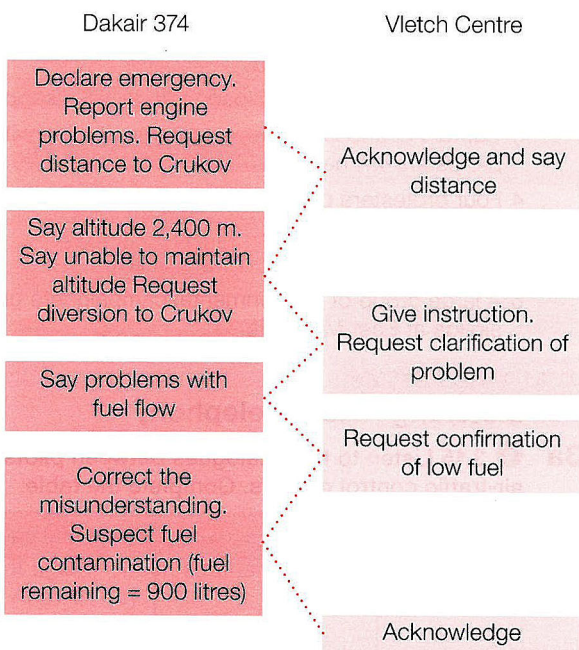 Dakair 374
Vletch Centre
Declare emergency.
Report engine
problems. Request
distance to Crukov
Acknowledge and say
distance
Say altitude 2,400 m.
Say unable to maintain
altitude Request
diversion to Crukov
Give instruction.
Request clarification of
problem
Say problems with
fuel flow
Request confirmation
of low fuel
Correct the
misunderstanding.
Suspect fuel
contamination (fuel
remaining = 900 litres)
Acknowledge